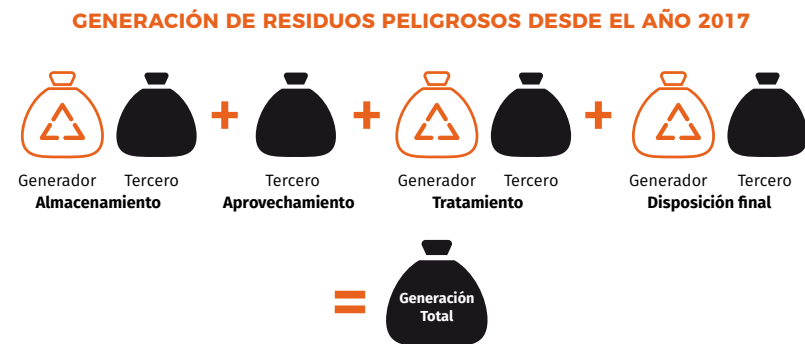 GENERACIÓN DE RESIDUOS PELIGROSOS DESDE EL AÑO 2017
+ + +
Generador Tercero Tercero Generador Tercero Generador Tercero
Almacenamiento Aprovechamiento Tratamiento Disposición final
=
Generación
Total